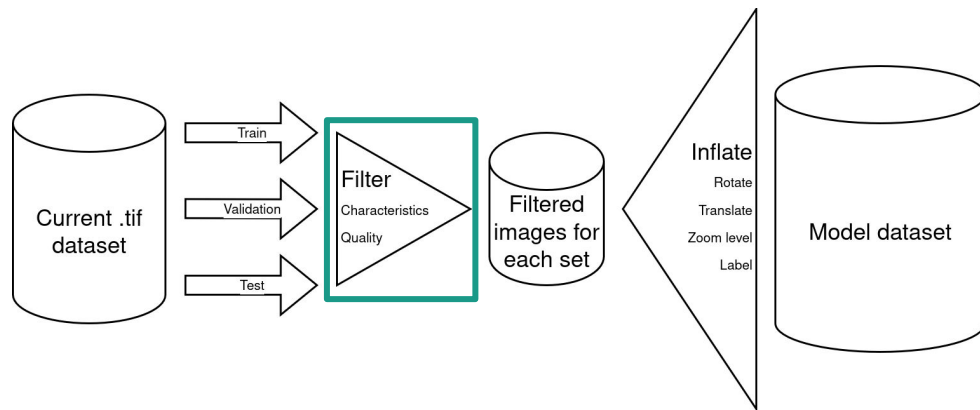 Current .tif
dataset
Train
Validation
Test
Filter
Characteristics
Quality
Filtered
images for
each set
Inflate
Rotate
Translate
Zoom level
Label
Model dataset